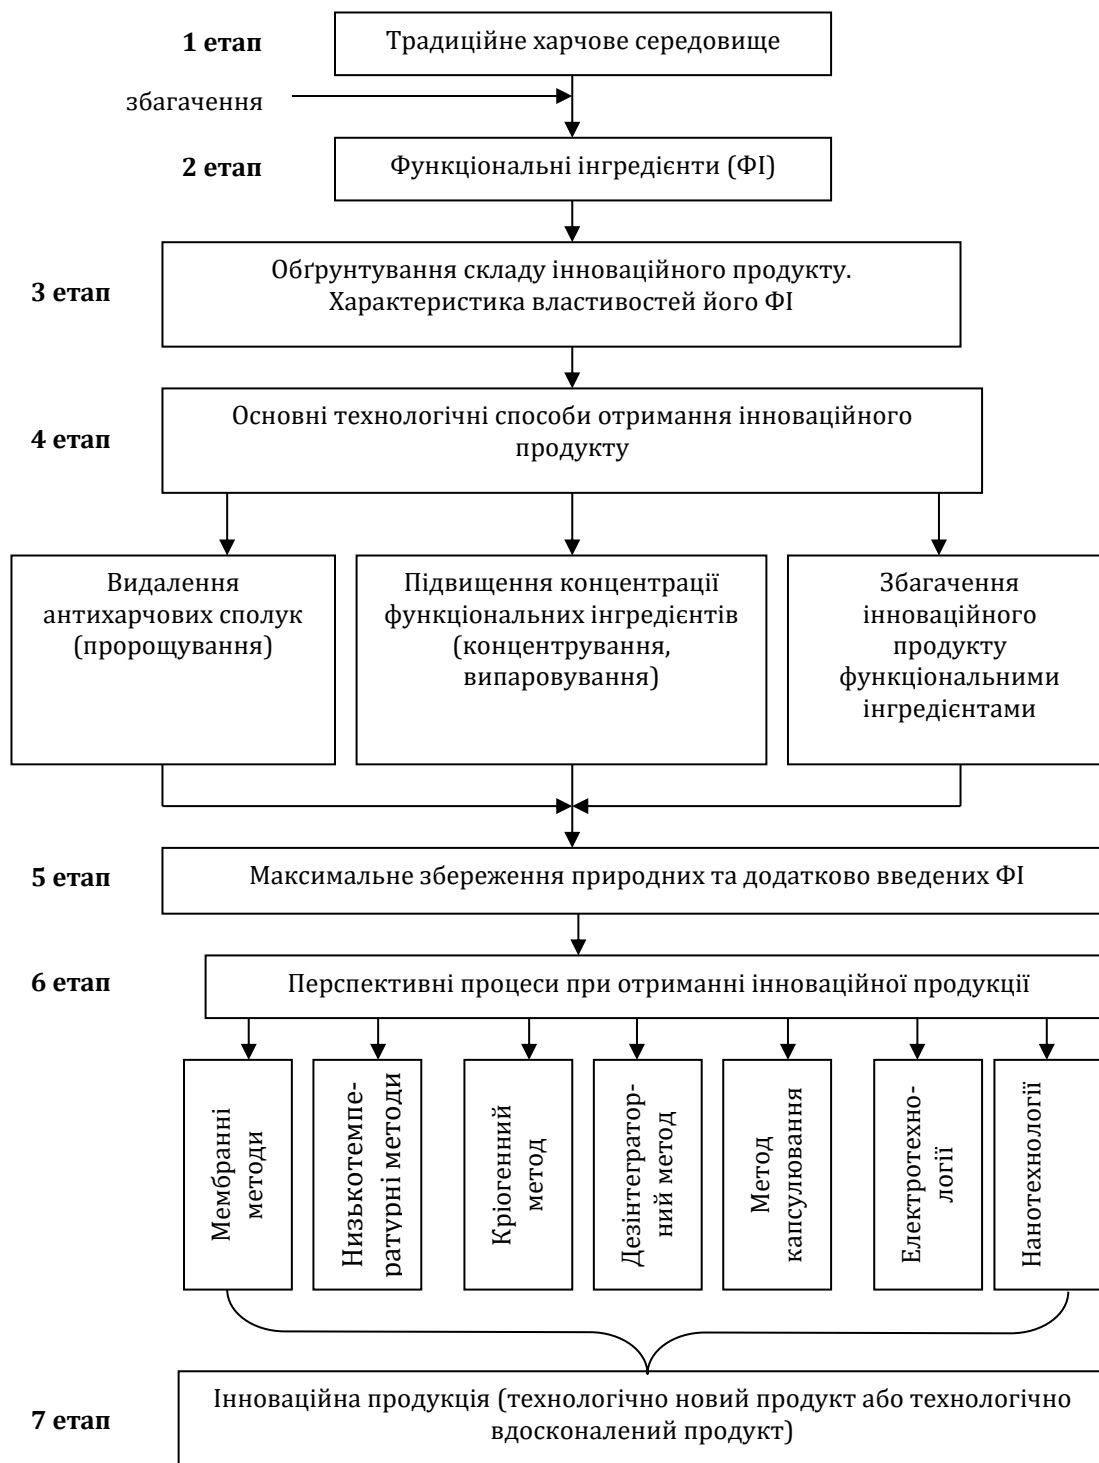 1 етап
Традиційне харчове середовище
збагачення
2 етап
Функціональні інгредієнти (ФІ)
3 етап
Обґрунтування складу інноваційного продукту.
Характеристика властивостей його ФІ
4 етап
Основні технологічні способи отримання інноваційного
продукту
Видалення
антихарчових сполук
(пророщування)
Підвищення концентрації
функціональних інгредієнтів
(концентрування,
випаровування)
Збагачення
інноваційного
продукту
функціональними
інгредієнтами
5 етап
Максимальне збереження природних та додатково введених ФІ
6 етап
Перспективні процеси при отриманні інноваційної продукції
Мембранні
методи
Низькотемпе-
ратурні методи
Кріогенний
метод
Дезінтегратор-
ний метод
Метод
капсулювання
Електротехно-
логії
Нанотехнології
7 етап
Інноваційна продукція (технологічно новий продукт або технологічно
вдосконалений продукт)